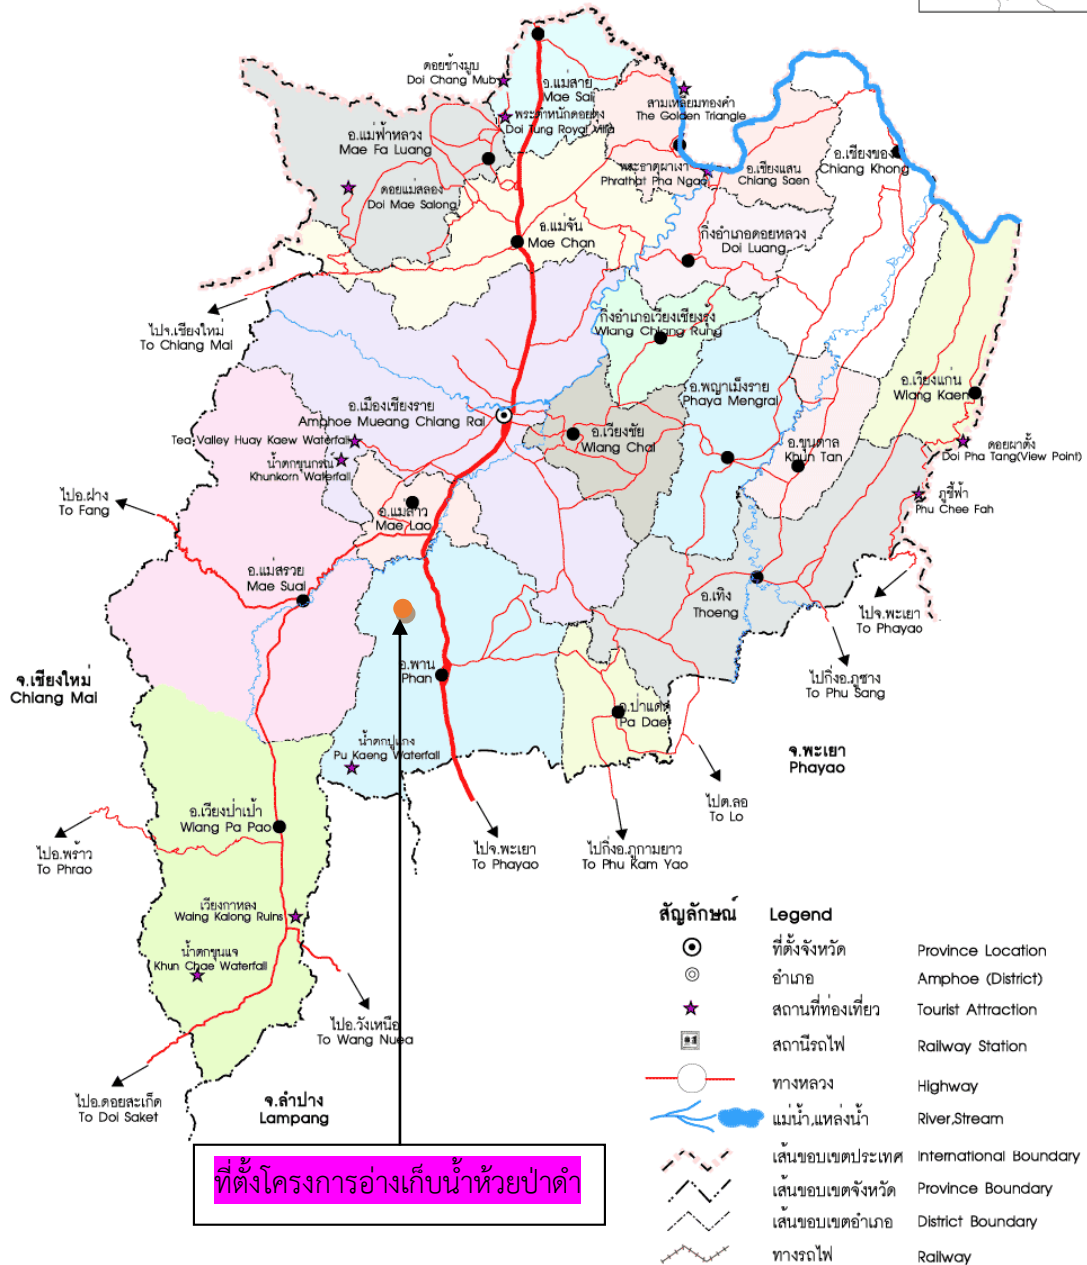 ดอยช้างมูบ
Doi Chang Mub
อ.แม่สาย
Mae Sai
พระตำหนักดอยตุง
Doi Tung Royal Villa
สามเหลี่ยมทองคำ
The Golden Triangle
อ.แม่ฟ้าหลวง
Mae Fa Luang
ดอยแม่สลอง
Doi Mae Salong
พระธาตุผาเงา
Phrathat Pha Ngao
อ.เชียงแสน
Chiang Saen
อ.เชียงของ
Chiang Khong
อ.แม่จัน
Mae Chan
กิ่งอำเภอดอยหลวง
Doi Luang
ไปจ.เชียงใหม่
To Chiang Mai
กิ่งอำเภอเวียงเชียงรุ้ง
Wiang Chiang Rung
อ.พญาเม็งราย
Phaya Mengrai
อ.เวียงแก่น
Wiang Kaen
อ.เมืองเชียงราย
Amphoe Mueang Chiang Rai
อ.เวียงชัย
Wiang Chai
Tea Valley Huay Kaew Waterfall
น้ำตกขุนกรณ์
Khunkorn Waterfall
อ.ขุนตาล
Khun Tan
ดอยผาตั้ง
Doi Pha Tang(View Point)
ภูชี้ฟ้า
Phu Chee Fah
ไปอ.ฝาง
To Fang
อ.แม่ลาว
Mae Lao
อ.แม่สรวย
Mae Suai
อ.เทิง
Thoeng
ไปจ.พะเยา
To Phayao
อ.พาน
Phan
จ.เชียงใหม่
Chiang Mai
ไปกิ่งอ.ภูซาง
To Phu Sang
อ.ป่าแดด
Pa Daet
น้ำตกปูแกง
Pu Kaeng Waterfall
จ.พะเยา
Phayao
ไปต.ลอ
To Lo
อ.เวียงป่าเป้า
Wiang Pa Pao
ไปอ.พร้าว
To Phrao
ไปจ.พะเยา
To Phayao
ไปกิ่งอ.ภูกามยาว
To Phu Kam Yao
เวียงกาหลง
Waing Kalong Ruins
น้ำตกขุนแจ
Khun Chae Waterfall
ไปอ.วังเหนือ
To Wang Nuea
ไปอ.ดอยสะเก็ด
To Doi Saket
จ.ลำปาง
Lampang
สัญลักษณ์ Legend
ที่ตั้งจังหวัด Province Location
อำเภอ Amphoe (District)
สถานที่ท่องเที่ยว Tourist Attraction
สถานีรถไฟ Railway Station
ทางหลวง Highway
แม่น้ำ,แหล่งน้ำ River,Stream
เส้นขอบเขตประเทศ International Boundary
เส้นขอบเขตจังหวัด Province Boundary
เส้นขอบเขตอำเภอ District Boundary
ทางรถไฟ Railway
ที่ตั้งโครงการอ่างเก็บน้ำห้วยป่าดำ